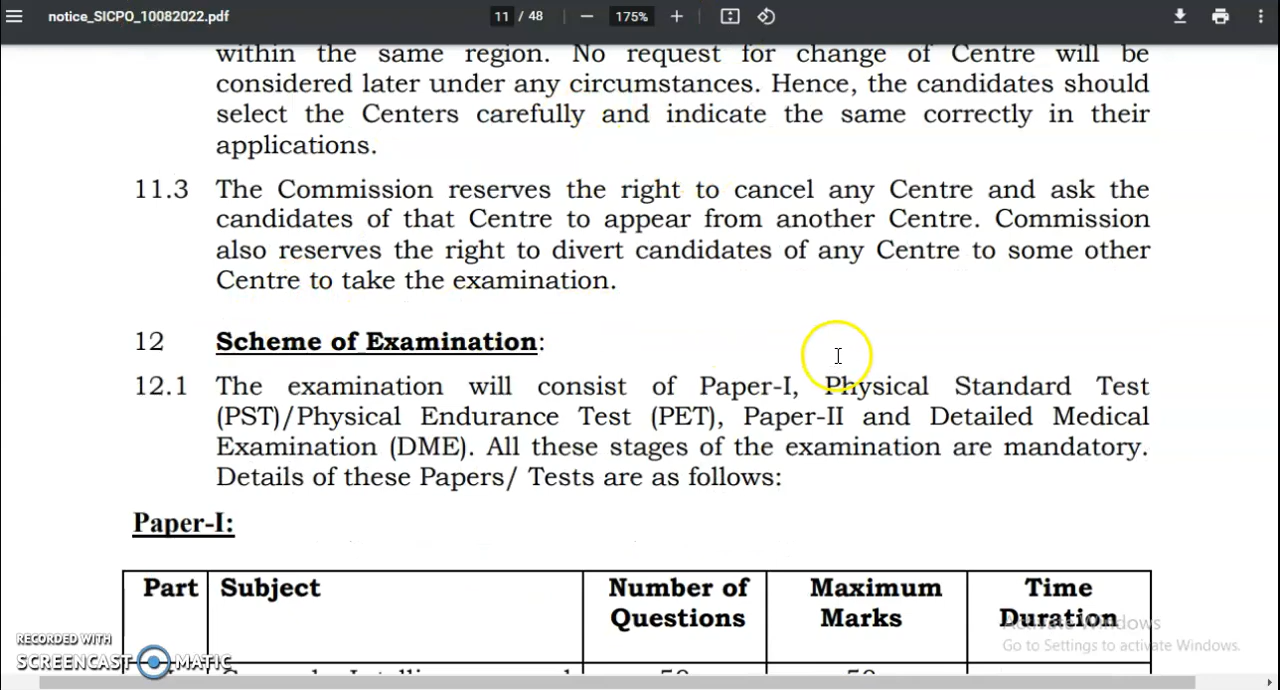 notice_SICPO_10082022.pdf
11 / 48
175%
within the same region. No request for change of Centre will be
considered later under any circumstances. Hence, the candidates should
select the Centers carefully and indicate the same correctly in their
applications.
11.3 The Commission reserves the right to cancel any Centre and ask the
candidates of that Centre to appear from another Centre. Commission
also reserves the right to divert candidates of any Centre to some other
Centre to take the examination.
12 Scheme of Examination:
12.1 The examination will consist of Paper-I, Physical Standard Test
(PST)/Physical Endurance Test (PET), Paper-II and Detailed Medical
Examination (DME). All these stages of the examination are mandatory.
Details of these Papers/ Tests are as follows:
Paper-I:
Part Subject Number of Questions Maximum Marks Time Duration
Activate Windows
Go to Settings to activate Windows.
RECORDED WITH
SCREENCAST MATIC